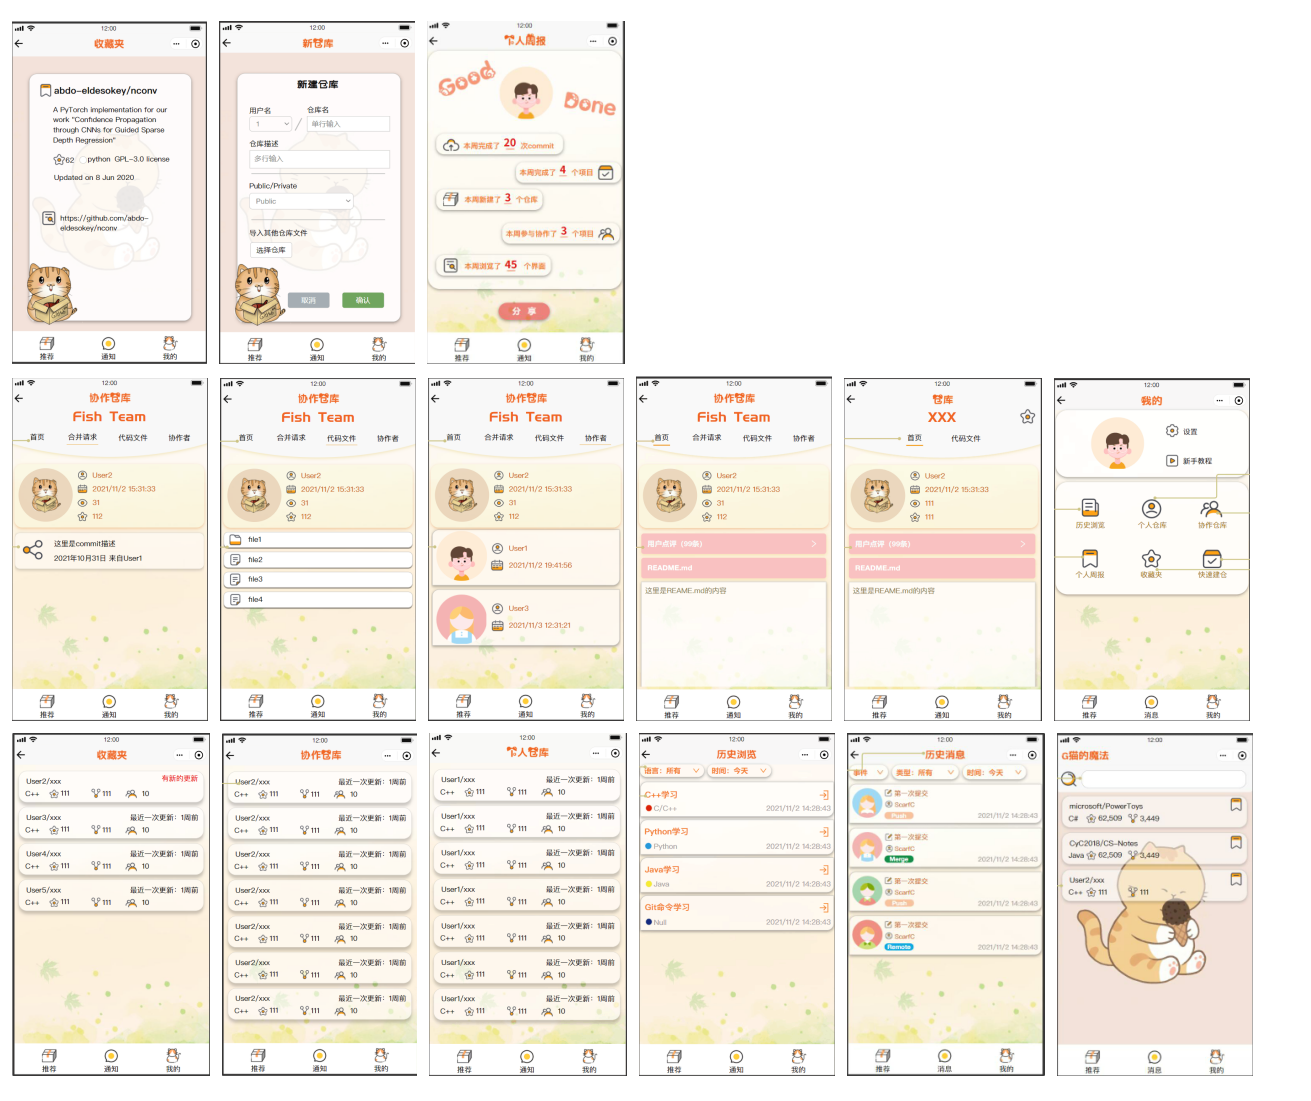 12:00
收藏夹
abdo-eldesokey/nconv
A PyTorch implementation for our
work "Confidence Propagation
through CNNs for Guided Sparse
Depth Regression"
62 python GPL-3.0 license
Updated on 8 Jun 2020
https://github.com/abdo-
eldesokey/nconv
推荐 通知 我的
12:00
新仓库
新建仓库
用户名 仓库名
1 / 单行输入
仓库描述
多行输入
Public/Private
Public
导入其他仓库文件
选择仓库
取消 确认
推荐 通知 我的
12:00
个人周报
Good
Done
本周完成了 20 次commit
本周完成了 4 个项目
本周新建了 3 个仓库
本周参与协作了 3 个项目
本周浏览了 45 个界面
分 享
推荐 通知 我的
12:00
协作仓库
Fish Team
首页 合并请求 代码文件 协作者
User2
2021/11/2 15:31:33
31
112
这里是commit描述
2021年10月31日 来自User1
推荐 通知 我的
12:00
协作仓库
Fish Team
首页 合并请求 代码文件 协作者
User2
2021/11/2 15:31:33
31
112
file1
file2
file3
file4
推荐 通知 我的
12:00
协作仓库
Fish Team
首页 合并请求 代码文件 协作者
User2
2021/11/2 15:31:33
31
112
User1
2021/11/2 19:41:56
User3
2021/11/3 12:31:21
推荐 通知 我的
12:00
协作仓库
Fish Team
首页 合并请求 代码文件 协作者
User2
2021/11/2 15:31:33
31
112
用户点评（99条）
README.md
这里是REAME.md的内容
推荐 通知 我的
12:00
仓库
XXX
首页 代码文件
User2
2021/11/2 15:31:33
111
111
用户点评（99条）
README.md
这里是REAME.md的内容
推荐 通知 我的
12:00
我的
设置
新手教程
历史浏览 个人仓库 协作仓库
个人周报 收藏夹 快速建仓
推荐 消息 我的
12:00
收藏夹
User2/xxx 有新的更新
C++ 111 111 10
User3/xxx 最近一次更新：1周前
C++ 111 111 10
User4/xxx 最近一次更新：1周前
C++ 111 111 10
User5/xxx 最近一次更新：1周前
C++ 111 111 10
推荐 通知 我的
12:00
协作仓库
User2/xxx 最近一次更新：1周前
C++ 111 111 10
User2/xxx 最近一次更新：1周前
C++ 111 111 10
User2/xxx 最近一次更新：1周前
C++ 111 111 10
User2/xxx 最近一次更新：1周前
C++ 111 111 10
User2/xxx 最近一次更新：1周前
C++ 111 111 10
User2/xxx 最近一次更新：1周前
C++ 111 111 10
User2/xxx 最近一次更新：1周前
C++ 111 111 10
推荐 通知 我的
12:00
个人仓库
User1/xxx 最近一次更新：1周前
C++ 111 111 10
User1/xxx 最近一次更新：1周前
C++ 111 111 10
User1/xxx 最近一次更新：1周前
C++ 111 111 10
User1/xxx 最近一次更新：1周前
C++ 111 111 10
User1/xxx 最近一次更新：1周前
C++ 111 111 10
User1/xxx 最近一次更新：1周前
C++ 111 111 10
User1/xxx 最近一次更新：1周前
C++ 111 111 10
推荐 通知 我的
12:00
历史浏览
语言：所有 时间：今天
C++学习
C/C++ 2021/11/2 14:28:43
Python学习
Python 2021/11/2 14:28:43
Java学习
Java 2021/11/2 14:28:43
Git命令学习
Null 2021/11/2 14:28:43
推荐 通知 我的
12:00
历史消息
事件 类型：所有 时间：今天
第一次提交
ScarfC
Push 2021/11/2 14:28:43
第一次提交
ScarfC
Merge 2021/11/2 14:28:43
第一次提交
ScarfC
Push 2021/11/2 14:28:43
第一次提交
ScarfC
Remote 2021/11/2 14:28:43
推荐 消息 我的
12:00
G猫的魔法
microsoft/PowerToys
C# 62,509 3,449
CyC2018/CS-Notes
Java 62,509 3,449
User2/xxx
C++ 111 111
推荐 消息 我的